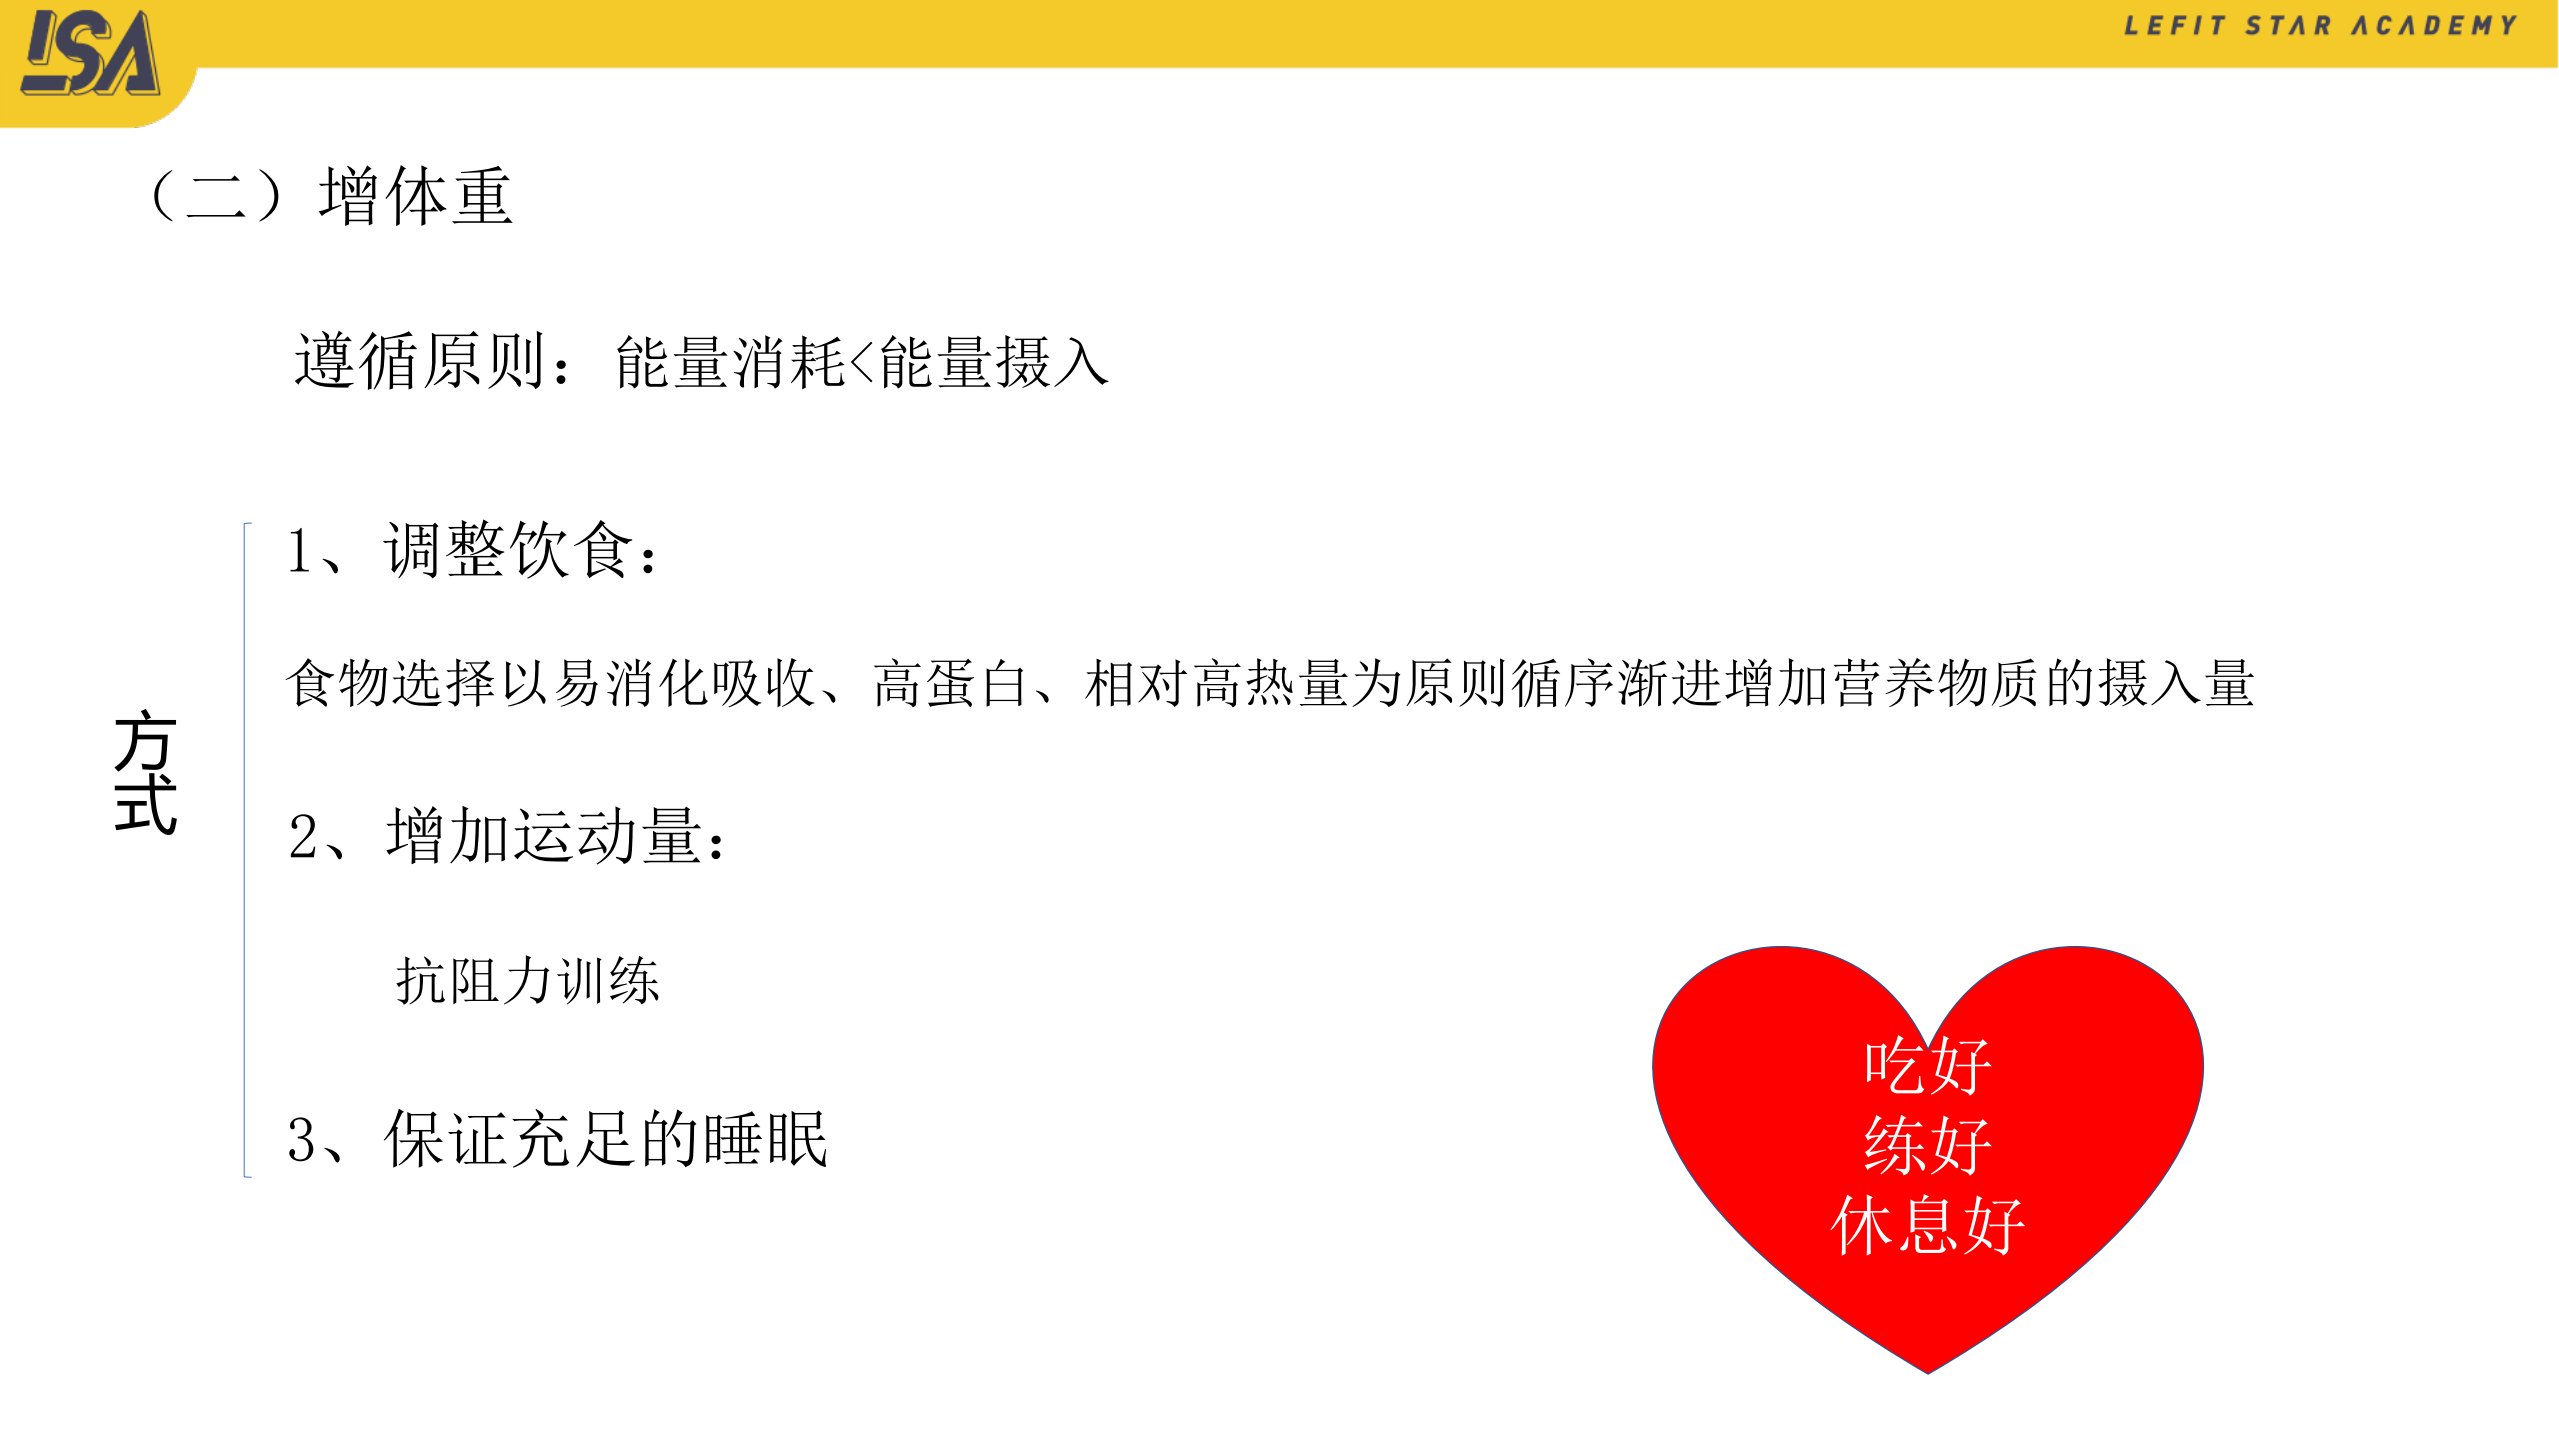 LSA
LEFIT STAR ACADEMY
（二）增体重
遵循原则：能量消耗<能量摄入
方式
1、调整饮食：
食物选择以易消化吸收、高蛋白、相对高热量为原则循序渐进增加营养物质的摄入量
2、增加运动量：
抗阻力训练
3、保证充足的睡眠
吃好
练好
休息好